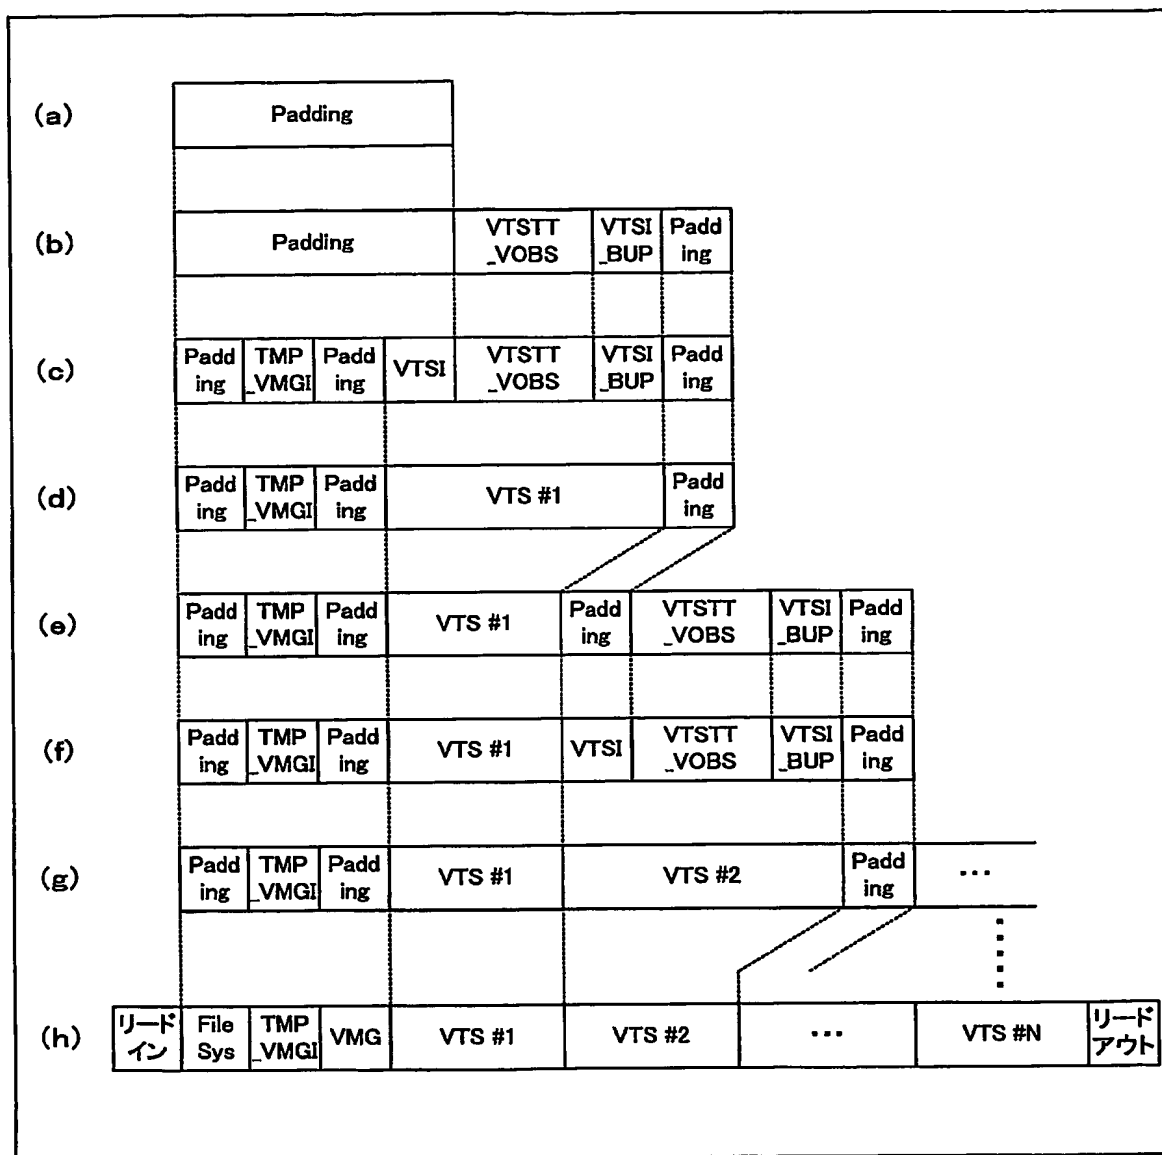 (a)
Padding
(b)
Padding
VTSTT
_VOBS
VTSI
_BUP
Padd
ing
(c)
Padd
ing
TMP
_VMGI
Padd
ing
VTSI
VTSTT
_VOBS
VTSI
_BUP
Padd
ing
(d)
Padd
ing
TMP
_VMGI
Padd
ing
VTS #1
Padd
ing
(e)
Padd
ing
TMP
_VMGI
Padd
ing
VTS #1
Padd
ing
VTSTT
_VOBS
VTSI
_BUP
Padd
ing
(f)
Padd
ing
TMP
_VMGI
Padd
ing
VTS #1
VTSI
VTSTT
_VOBS
VTSI
_BUP
Padd
ing
(g)
Padd
ing
TMP
_VMGI
Padd
ing
VTS #1
VTS #2
Padd
ing
...
(h)
リード
イン
File
Sys
TMP
_VMGI
VMG
VTS #1
VTS #2
...
VTS #N
リード
アウト